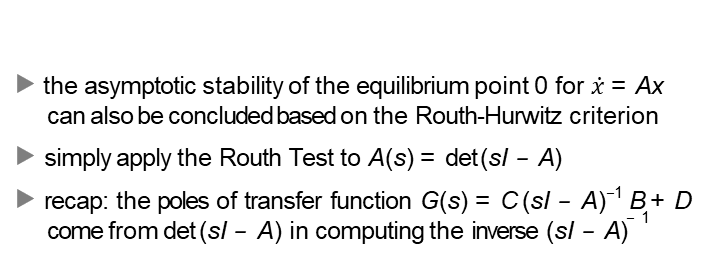 ▶ the asymptotic stability of the equilibrium point 0 for ẋ = Ax
can also be concluded based on the Routh-Hurwitz criterion
▶ simply apply the Routh Test to A(s) = det(sI − A)
▶ recap: the poles of transfer function G(s) = C(sI − A)⁻¹ B + D
come from det(sI − A) in computing the inverse (sI − A)⁻¹